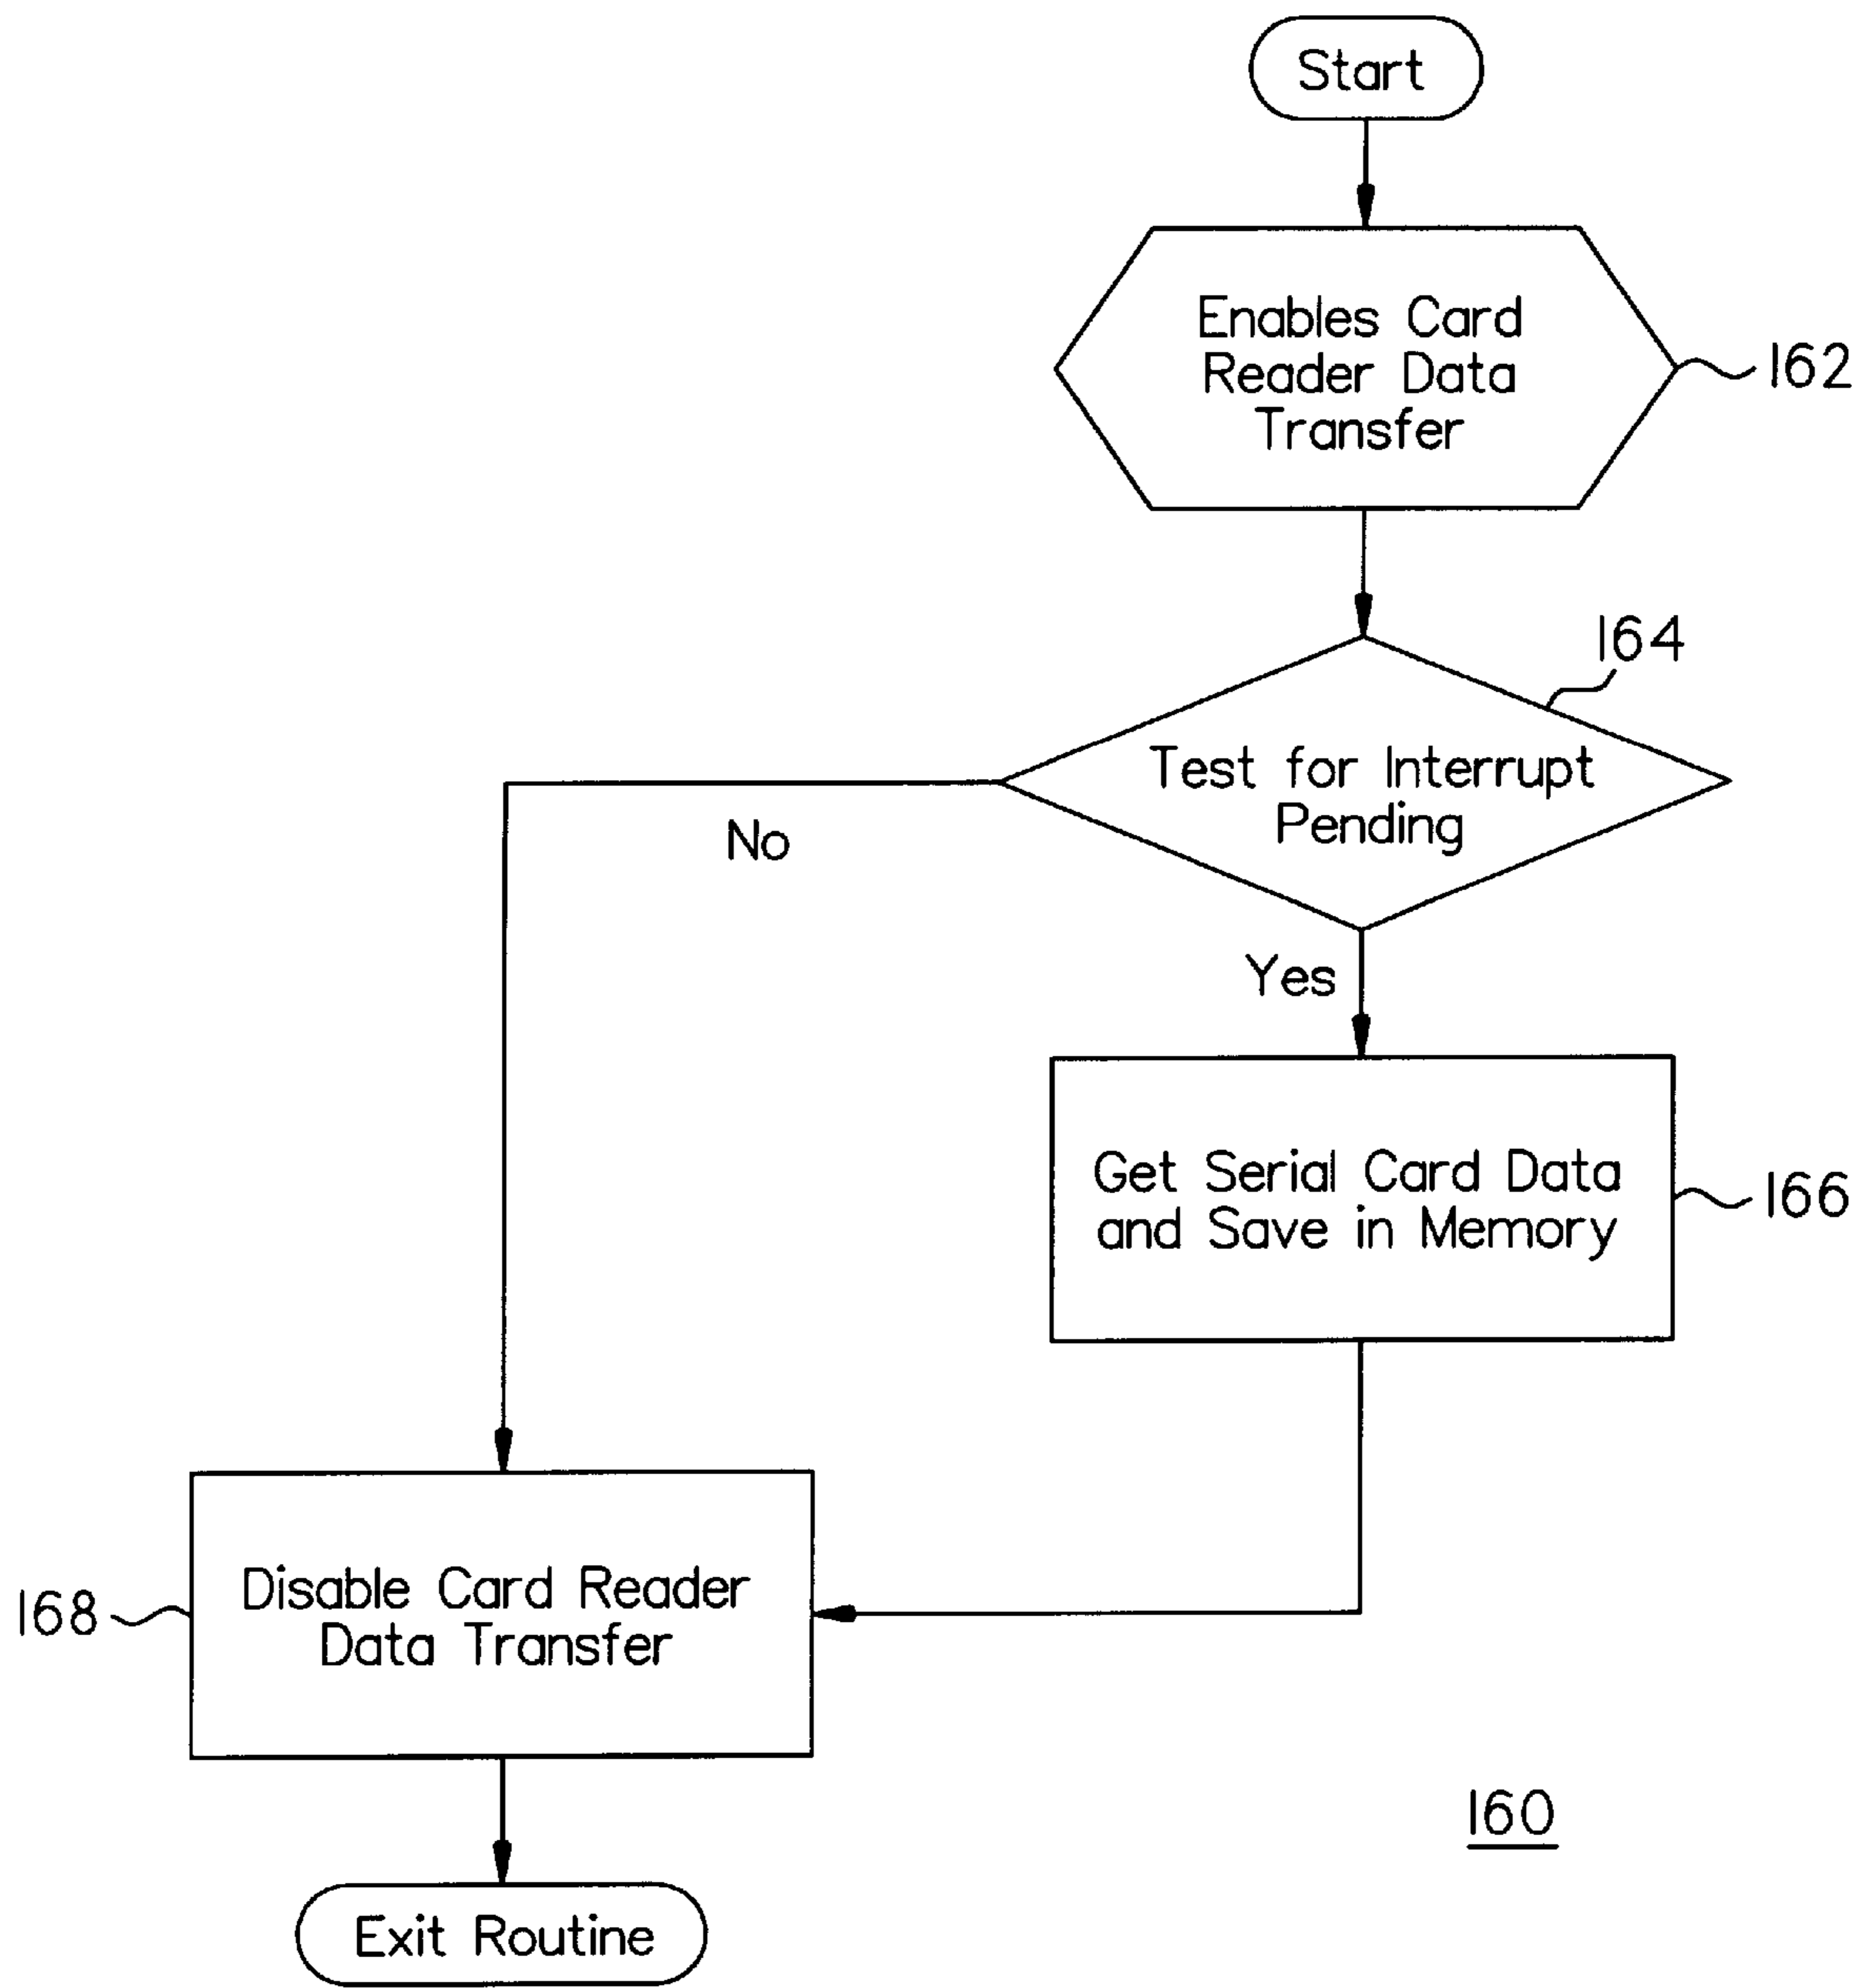 Start
Enables Card
Reader Data
Transfer
162
164
Test for Interrupt
Pending
No
Yes
Get Serial Card Data
and Save in Memory
166
Disable Card Reader
Data Transfer
168
160
Exit Routine